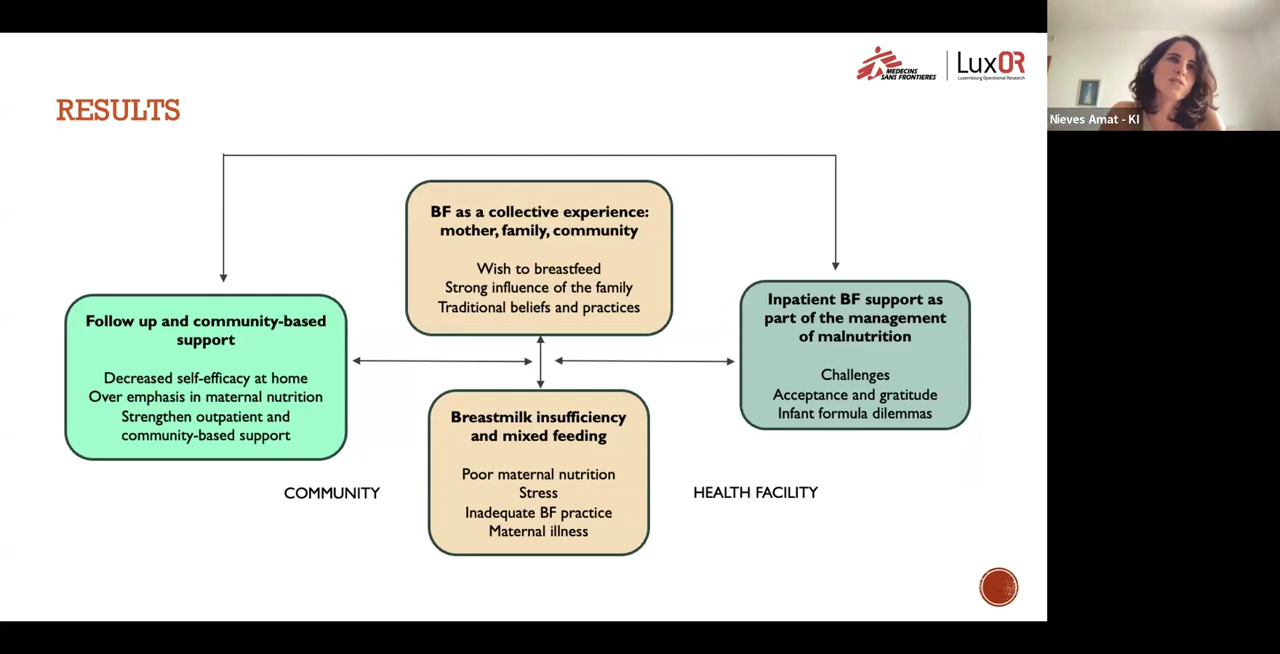 MEDECINS
SANS FRONTIERES
LuxOR
Luxembourg Operational Research
Nieves Amat - KI
RESULTS
BF as a collective experience:
mother, family, community
Wish to breastfeed
Strong influence of the family
Traditional beliefs and practices
Follow up and community-based
support
Decreased self-efficacy at home
Over emphasis in maternal nutrition
Strengthen outpatient and
community-based support
Inpatient BF support as
part of the management
of malnutrition
Challenges
Acceptance and gratitude
Infant formula dilemmas
Breastmilk insufficiency
and mixed feeding
Poor maternal nutrition
Stress
Inadequate BF practice
Maternal illness
COMMUNITY
HEALTH FACILITY